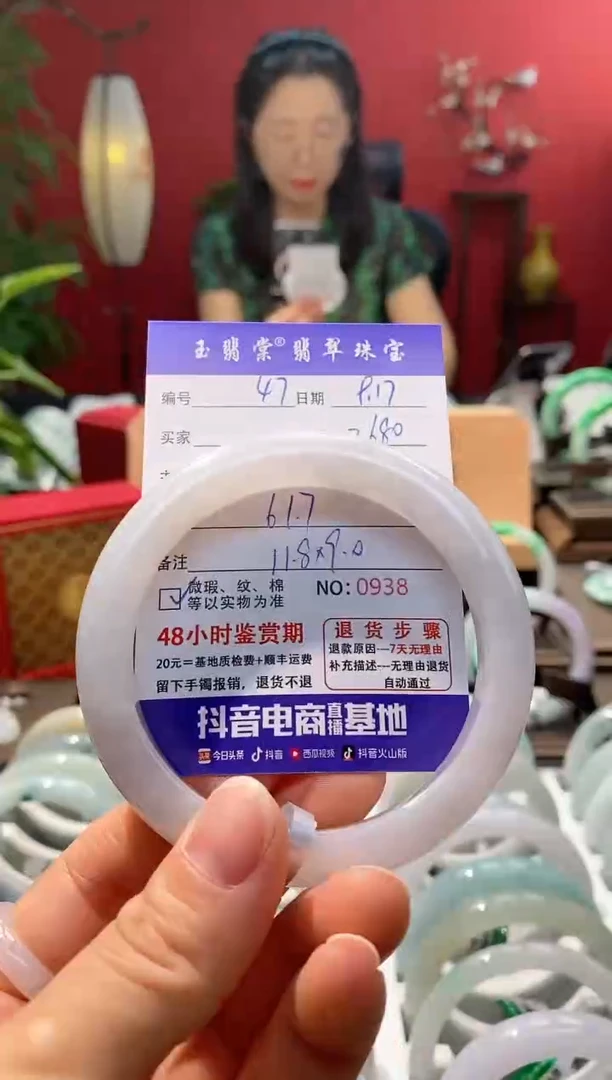 玉翡棠®翡翠珠宝
编号 47 日期 8.17
买家 680
61.7
备注 11.8×9.0
微瑕、纹、棉
等以实物为准
NO:0938
48小时鉴赏期
20元=基地质检费+顺丰运费
留下手镯报销，退货不退
退货步骤
退款原因---7天无理由
补充描述---无理由退货
自动通过
抖音电商直播基地
今日头条 抖音 西瓜视频 抖音火山版